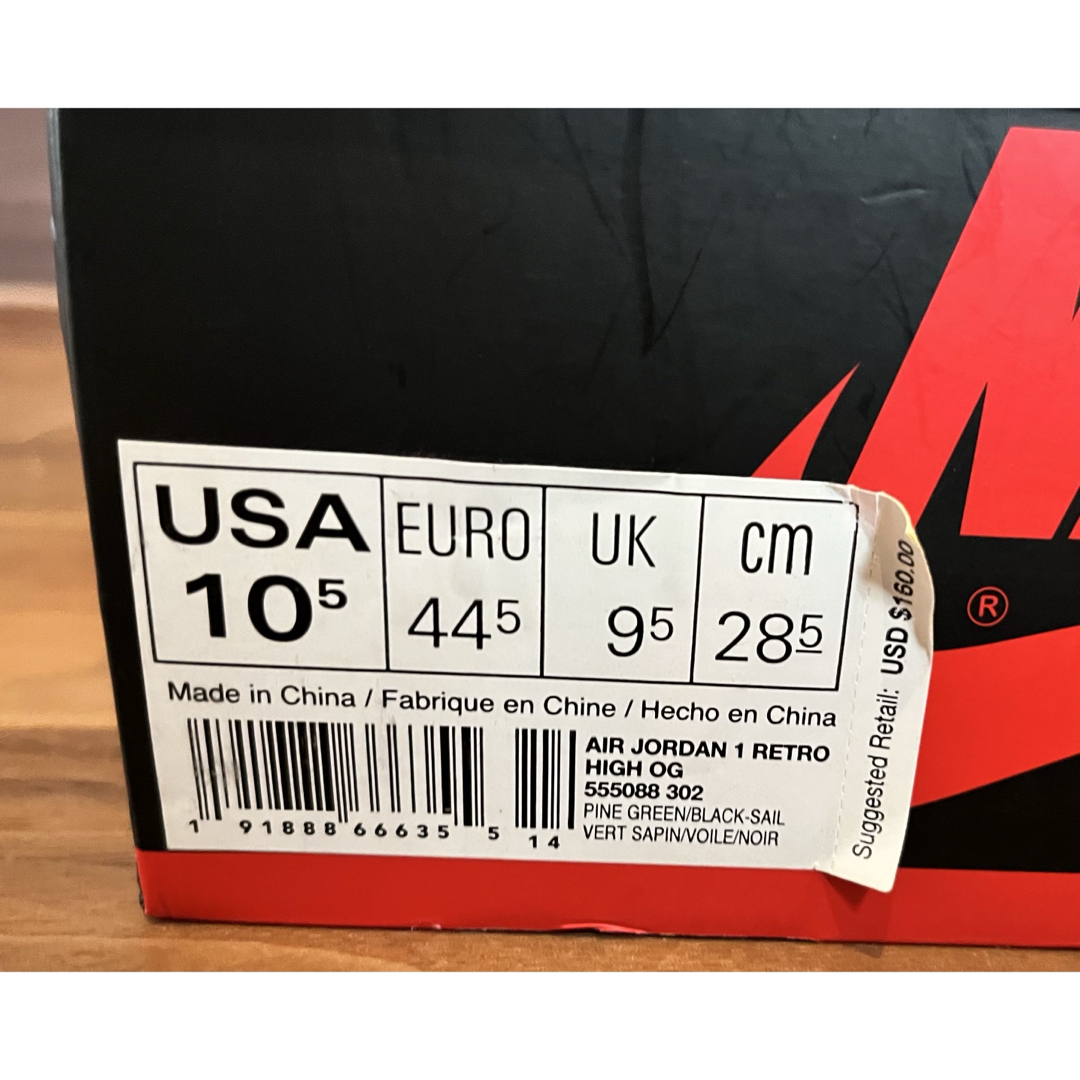 USA EURO UK cm
10⁵ 44⁵ 9⁵ 28⁵
Made in China / Fabrique en Chine / Hecho en China
AIR JORDAN 1 RETRO
HIGH OG
555088 302
PINE GREEN/BLACK-SAIL
VERT SAPIN/VOILE/NOIR
1 91888 66635 5 14
Suggested Retail: USD $160.00
®